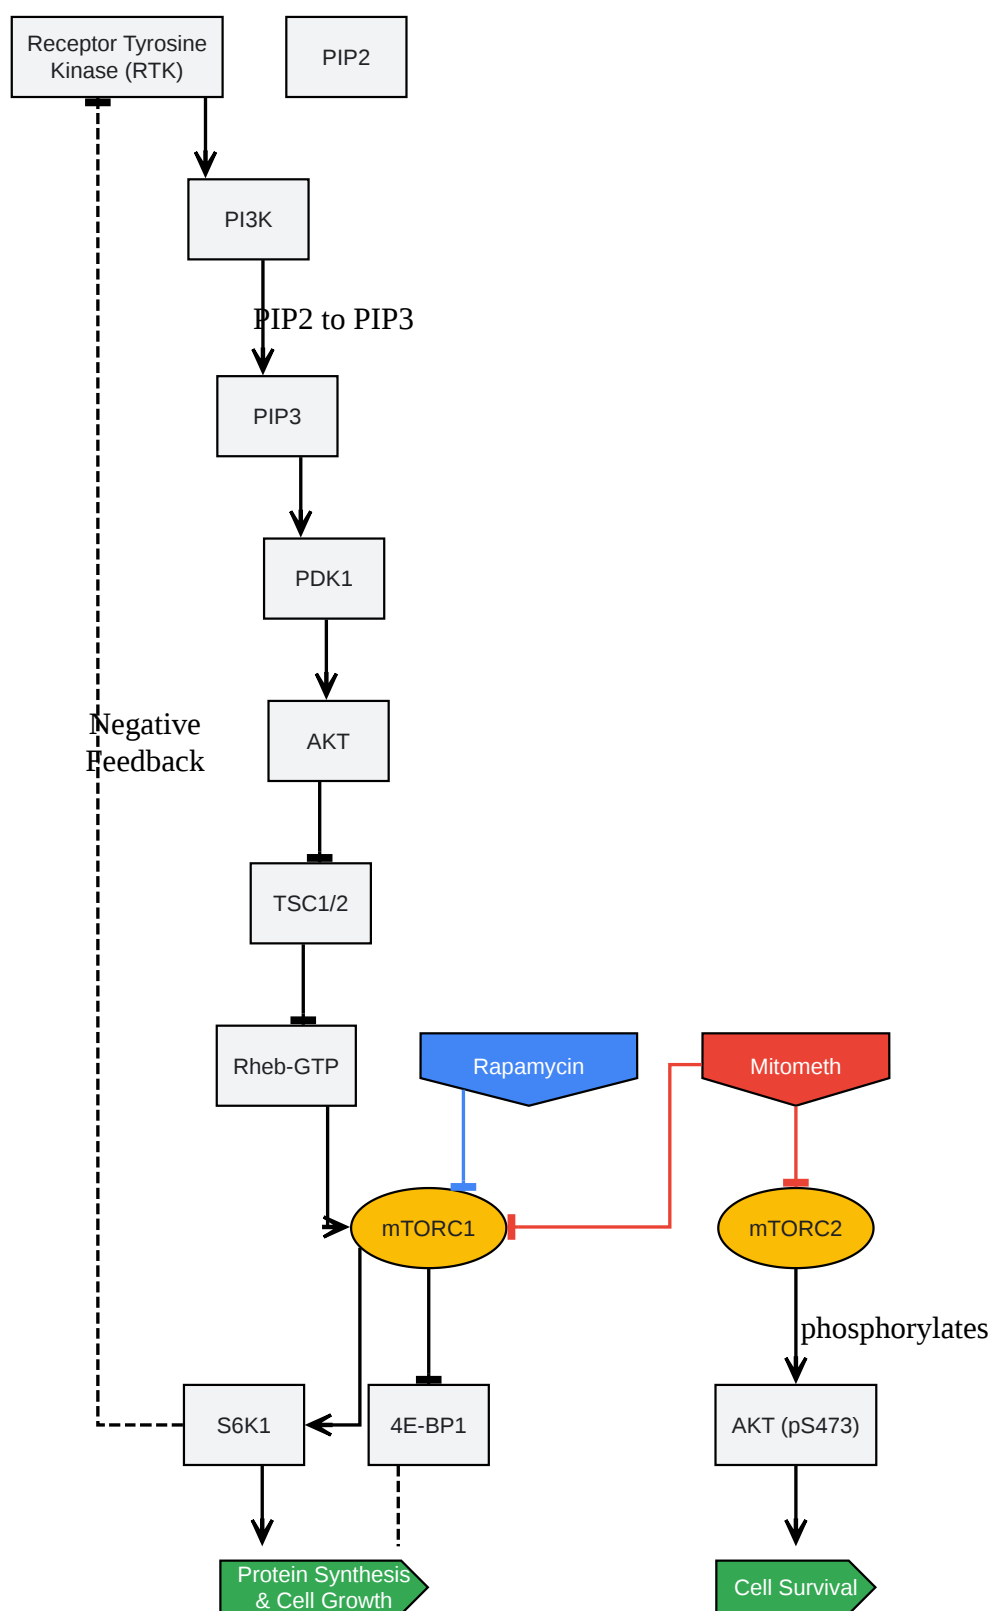 Receptor Tyrosine
Kinase (RTK)
PIP2
PI3K
PIP2 to PIP3
PIP3
PDK1
Negative
Feedback
AKT
TSC1/2
Rheb-GTP
Rapamycin
Mitometh
mTORC1
mTORC2
phosphorylates
S6K1
4E-BP1
AKT (pS473)
Protein Synthesis
& Cell Growth
Cell Survival